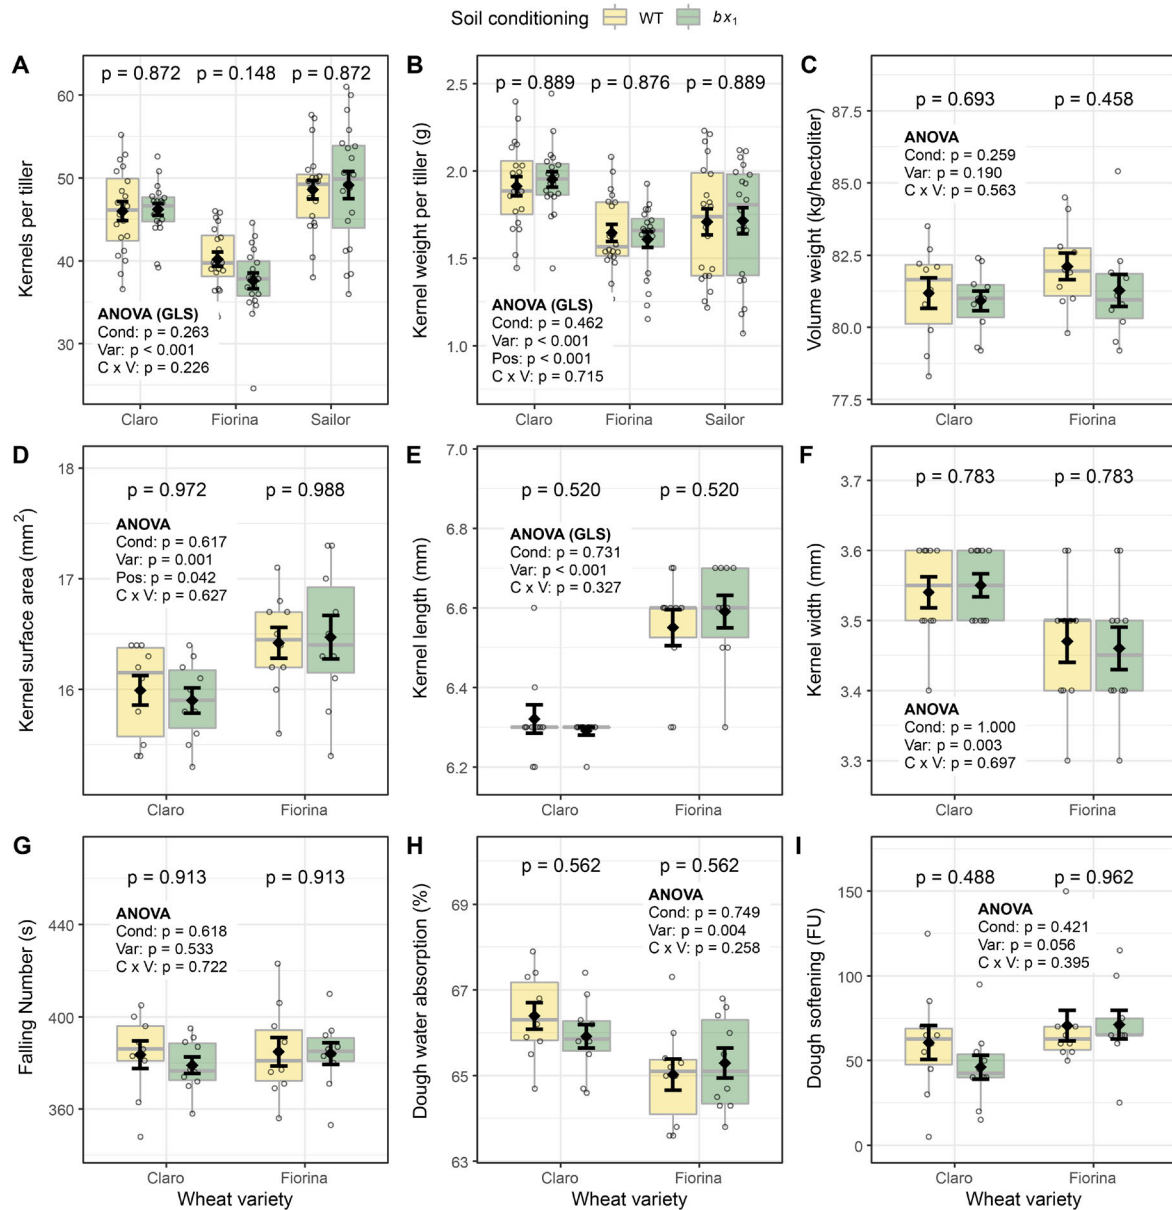 Soil conditioning WT bx₁
A
p = 0.872 p = 0.148 p = 0.872
Kernels per tiller
60
50
40
30
ANOVA (GLS)
Cond: p = 0.263
Var: p < 0.001
C x V: p = 0.226
Claro Fiorina Sailor
B
p = 0.889 p = 0.876 p = 0.889
Kernel weight per tiller (g)
2.5
2.0
1.5
1.0
ANOVA (GLS)
Cond: p = 0.462
Var: p < 0.001
Pos: p < 0.001
C x V: p = 0.715
Claro Fiorina Sailor
C
p = 0.693 p = 0.458
Volume weight (kg/hectoliter)
87.5
85.0
82.5
80.0
77.5
ANOVA
Cond: p = 0.259
Var: p = 0.190
C x V: p = 0.563
Claro Fiorina
D
p = 0.972 p = 0.988
Kernel surface area (mm²)
18
17
16
ANOVA
Cond: p = 0.617
Var: p = 0.001
Pos: p = 0.042
C x V: p = 0.627
Claro Fiorina
E
p = 0.520 p = 0.520
Kernel length (mm)
7.0
6.8
6.6
6.4
6.2
ANOVA (GLS)
Cond: p = 0.731
Var: p < 0.001
C x V: p = 0.327
Claro Fiorina
F
p = 0.783 p = 0.783
Kernel width (mm)
3.7
3.6
3.5
3.4
3.3
ANOVA
Cond: p = 1.000
Var: p = 0.003
C x V: p = 0.697
Claro Fiorina
G
p = 0.913 p = 0.913
Falling Number (s)
440
400
360
ANOVA
Cond: p = 0.618
Var: p = 0.533
C x V: p = 0.722
Claro Fiorina
Wheat variety
H
p = 0.562 p = 0.562
Dough water absorption (%)
69
67
65
63
ANOVA
Cond: p = 0.749
Var: p = 0.004
C x V: p = 0.258
Claro Fiorina
Wheat variety
I
p = 0.488 p = 0.962
Dough softening (FU)
150
100
50
0
ANOVA
Cond: p = 0.421
Var: p = 0.056
C x V: p = 0.395
Claro Fiorina
Wheat variety